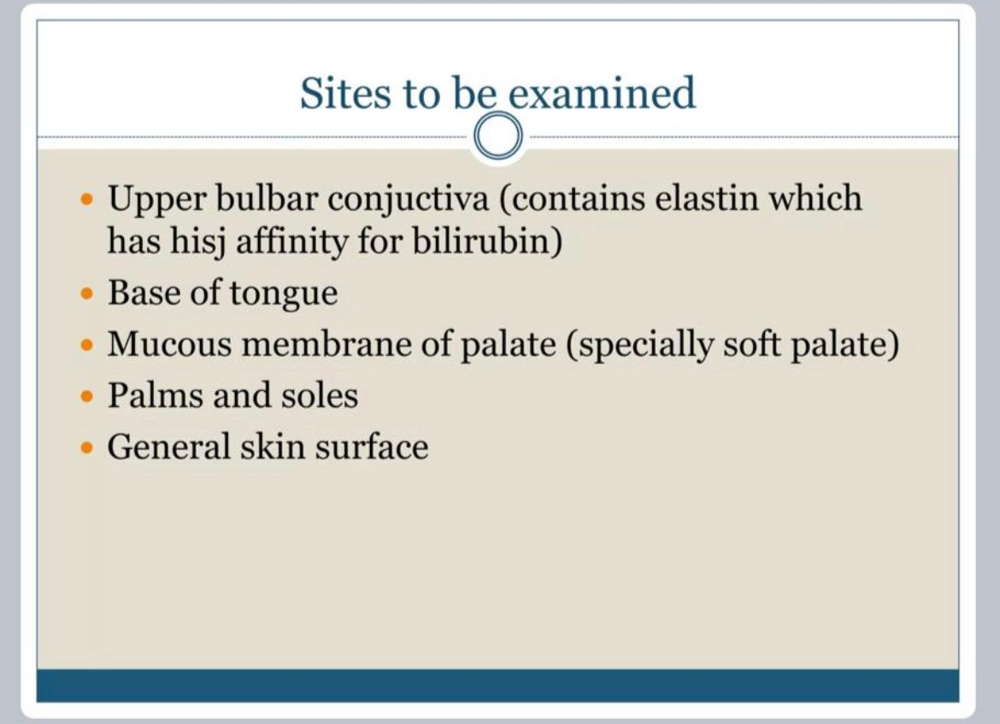 Sites to be examined
• Upper bulbar conjuctiva (contains elastin which
has hisj affinity for bilirubin)
• Base of tongue
• Mucous membrane of palate (specially soft palate)
• Palms and soles
• General skin surface